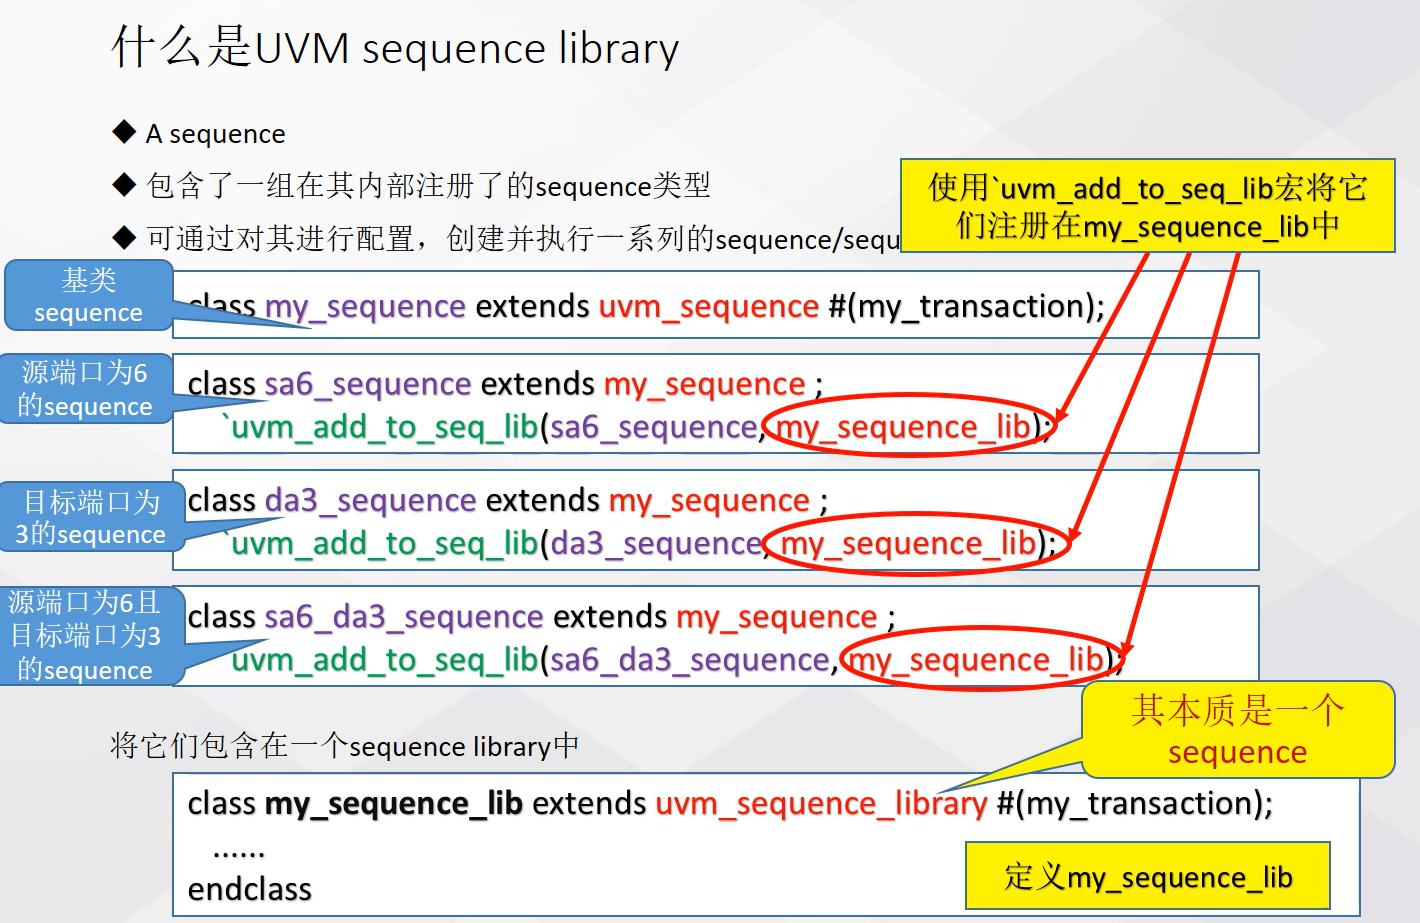 什么是UVM sequence library
◆ A sequence
◆ 包含了一组在其内部注册了的sequence类型
◆ 可通过对其进行配置，创建并执行一系列的sequence/sequ
使用`uvm_add_to_seq_lib宏将它
们注册在my_sequence_lib中
基类
sequence
class my_sequence extends uvm_sequence #(my_transaction);
源端口为6
的sequence
class sa6_sequence extends my_sequence ;
`uvm_add_to_seq_lib(sa6_sequence, my_sequence_lib);
目标端口为
3的sequence
class da3_sequence extends my_sequence ;
`uvm_add_to_seq_lib(da3_sequence, my_sequence_lib);
源端口为6且
目标端口为3
的sequence
class sa6_da3_sequence extends my_sequence ;
uvm_add_to_seq_lib(sa6_da3_sequence, my_sequence_lib);
其本质是一个
sequence
将它们包含在一个sequence library中
class my_sequence_lib extends uvm_sequence_library #(my_transaction);
......
endclass
定义my_sequence_lib